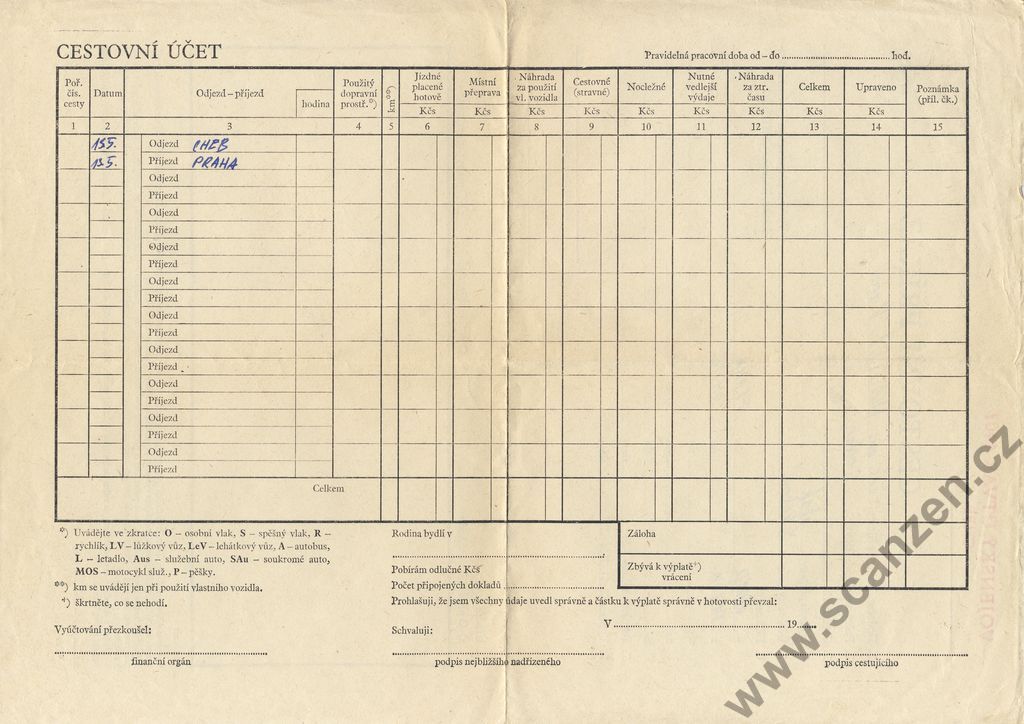 CESTOVNÍ ÚČET
Pravidelná pracovní doba od – do ........................ hod.
Poř. čis. cesty
Datum
Odjezd – příjezd
hodina
Použitý dopravní prostř.*)
km**)
Jízdné placené hotově
Místní přeprava
Náhrada za použití vl. vozidla
Cestovné (stravné)
Nocležné
Nutné vedlejší výdaje
Náhrada za ztr. času
Celkem
Upraveno
Poznámka (příl. čk.)
Kčs Kčs Kčs Kčs Kčs Kčs Kčs Kčs Kčs
1 2 3 4 5 6 7 8 9 10 11 12 13 14 15
13.5. Odjezd CHEB
13.5. Příjezd PRAHA
Odjezd
Příjezd
Odjezd
Příjezd
Odjezd
Příjezd
Odjezd
Příjezd
Odjezd
Příjezd
Odjezd
Příjezd
Odjezd
Příjezd
Odjezd
Příjezd
Odjezd
Příjezd
Celkem
*) Uvádějte ve zkratce: O – osobní vlak, S – spěšný vlak, R –
rychlík, LV – lůžkový vůz, LeV – lehátkový vůz, A – autobus,
L – letadlo, Aus – služební auto, SAu – soukromé auto,
MOS – motocykl služ., P – pěšky.
**) km se uvádějí jen při použití vlastního vozidla.
+) škrtněte, co se nehodí.
Rodina bydlí v
Pobírám odlučné Kčs
Počet připojených dokladů
Prohlašuji, že jsem všechny údaje uvedl správně a částku k výplatě správně v hotovosti převzal:
Záloha
Zbývá k výplatě+)
vrácení
V ........................ 19......
Vyúčtování přezkoušel:
Schvaluji:
finanční orgán
podpis nejbližšího nadřízeného
podpis cestujícího
www.scanzen.cz